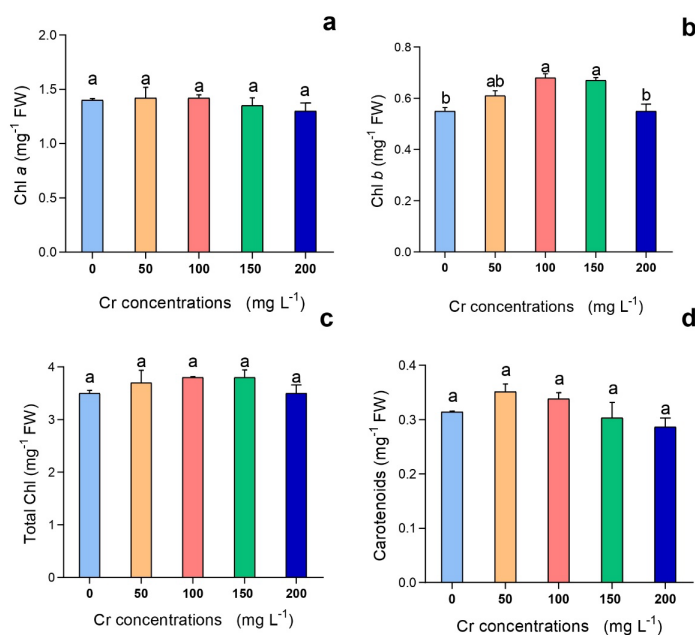 a
Chl a (mg⁻¹ FW)
2.0
1.5
1.0
0.5
0.0
a a a a a
0 50 100 150 200
Cr concentrations (mg L⁻¹)
b
Chl b (mg⁻¹ FW)
0.8
0.6
0.4
0.2
0.0
b ab a a b
0 50 100 150 200
Cr concentrations (mg L⁻¹)
c
Total Chl (mg⁻¹ FW)
4
3
2
1
0
a a a a a
0 50 100 150 200
Cr concentrations (mg L⁻¹)
d
Carotenoids (mg⁻¹ FW)
0.4
0.3
0.2
0.1
0.0
a a a a a
0 50 100 150 200
Cr concentrations (mg L⁻¹)